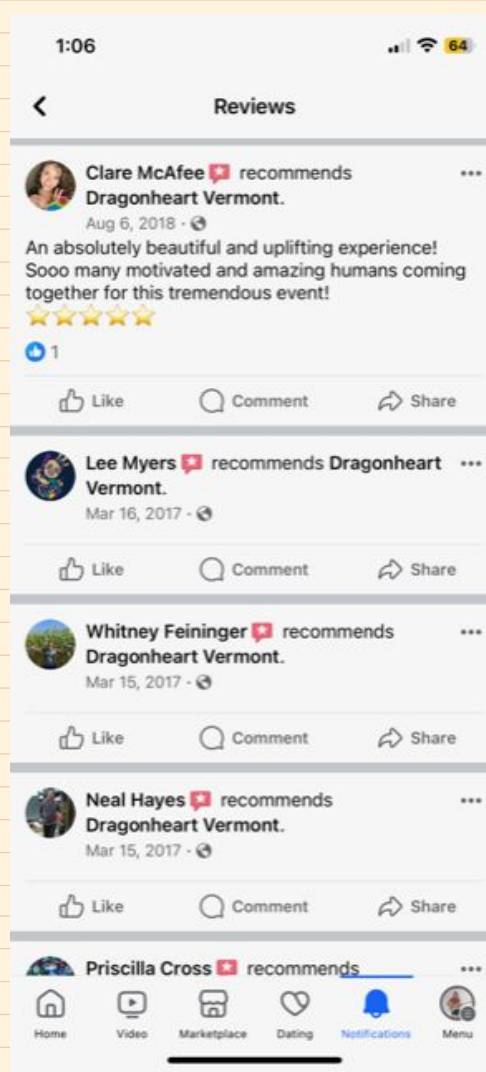 1:06
64
Reviews
Clare McAfee recommends
Dragonheart Vermont.
Aug 6, 2018 ·
An absolutely beautiful and uplifting experience!
Sooo many motivated and amazing humans coming
together for this tremendous event!
1
Like Comment Share
Lee Myers recommends Dragonheart
Vermont.
Mar 16, 2017 ·
Like Comment Share
Whitney Feininger recommends
Dragonheart Vermont.
Mar 15, 2017 ·
Like Comment Share
Neal Hayes recommends
Dragonheart Vermont.
Mar 15, 2017 ·
Like Comment Share
Priscilla Cross recommends
Home Video Marketplace Dating Notifications Menu